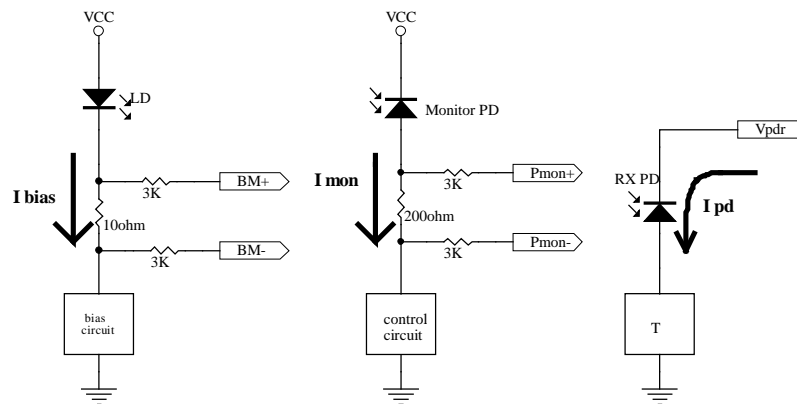 VCC
LD
I bias
BM+
3K
10ohm
BM-
3K
bias
circuit
VCC
Monitor PD
I mon
Pmon+
3K
200ohm
Pmon-
3K
control
circuit
Vpdr
RX PD
I pd
T